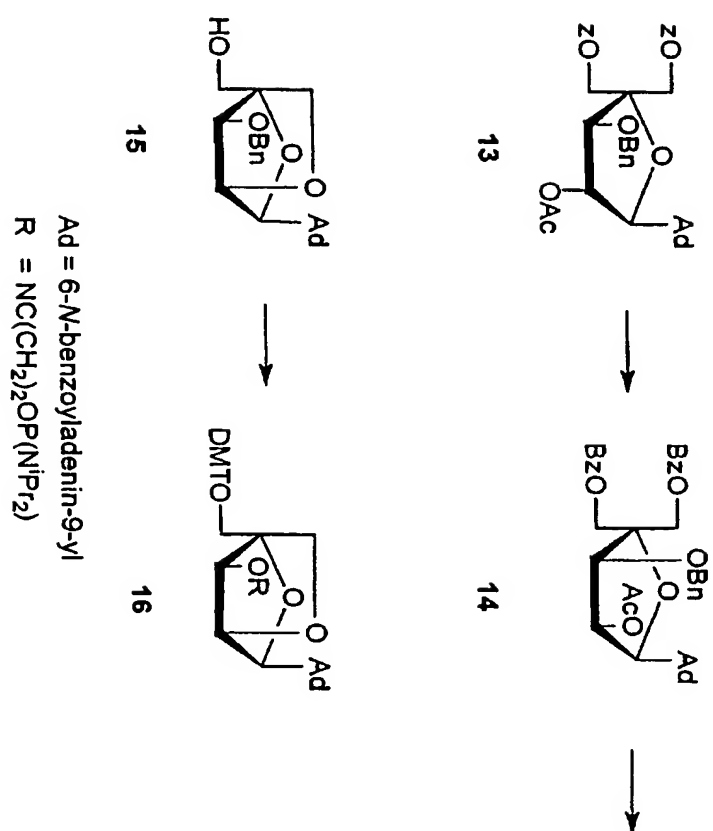 zO
O
Ad
OBn
zO
OAc
13
BzO
OBn
O
Ad
AcO
BzO
14
O
Ad
O
OBn
HO
15
O
Ad
O
OR
DMTO
16
Ad = 6-N-benzoyladenin-9-yl
R = NC(CH₂)₂OP(NⁱPr₂)